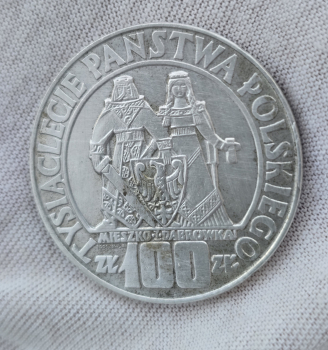 TYSIĄCLECIE PAŃSTWA POLSKIEGO
MIESZKO I DĄBRÓWKA
ZŁ 100 ZŁ